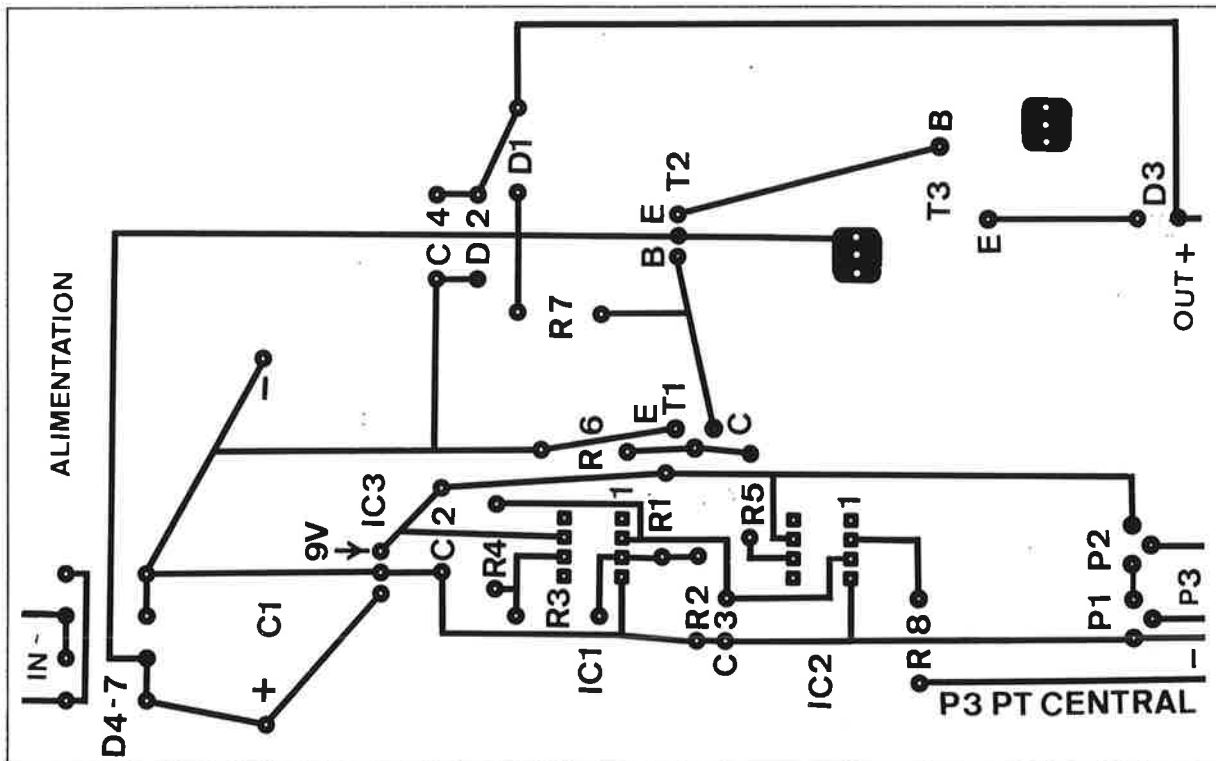 ALIMENTATION
IN ~
D4-7
C1
+
-
9V
IC3
C 2
C 4
D 2
D1
R4
R3
1
IC1
R 6
R7
E
T1
C
B
E
T2
R1
R2
C 3
R5
1
IC2
R 8
B
T3
E
D3
OUT +
P1
P2
P3
-
P3 PT CENTRAL